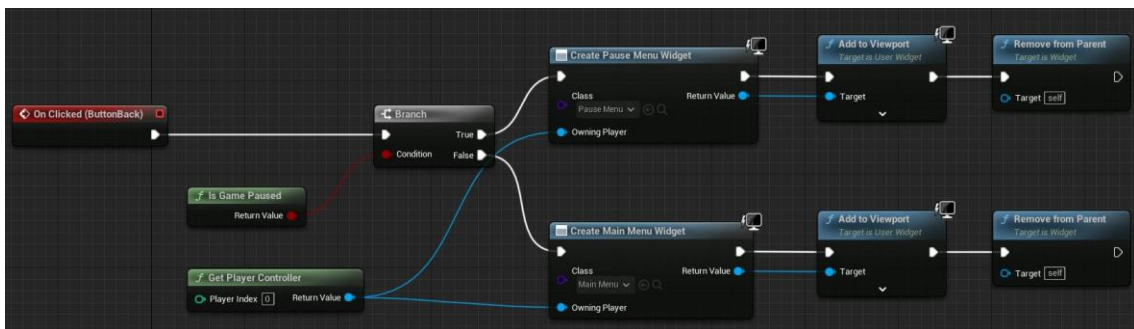 On Clicked (ButtonBack)
Branch
True
Condition
False
Is Game Paused
Return Value
Get Player Controller
Player Index 0
Return Value
Create Pause Menu Widget
Class
Return Value
Pause Menu
Owning Player
Add to Viewport
Target is User Widget
Target
Remove from Parent
Target is Widget
Target self
Create Main Menu Widget
Class
Return Value
Main Menu
Owning Player
Add to Viewport
Target is User Widget
Target
Remove from Parent
Target is Widget
Target self